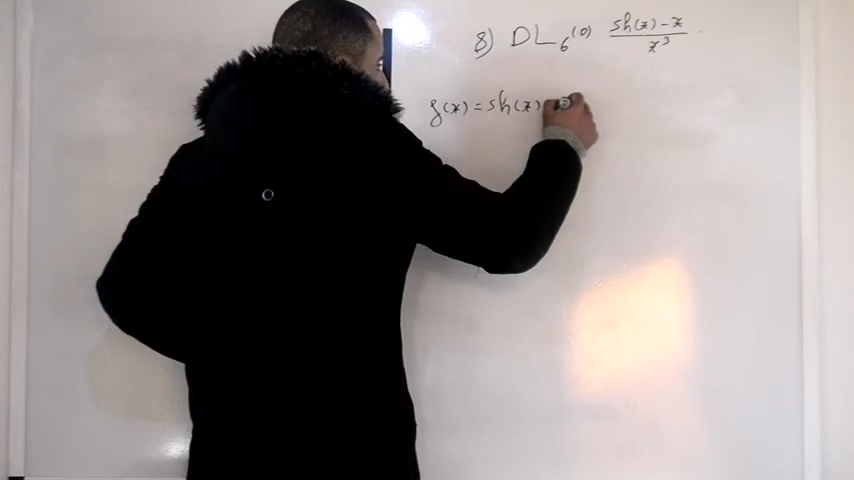 8) DL₆(0) sh(x)-x / x³
g(x) = sh(x)